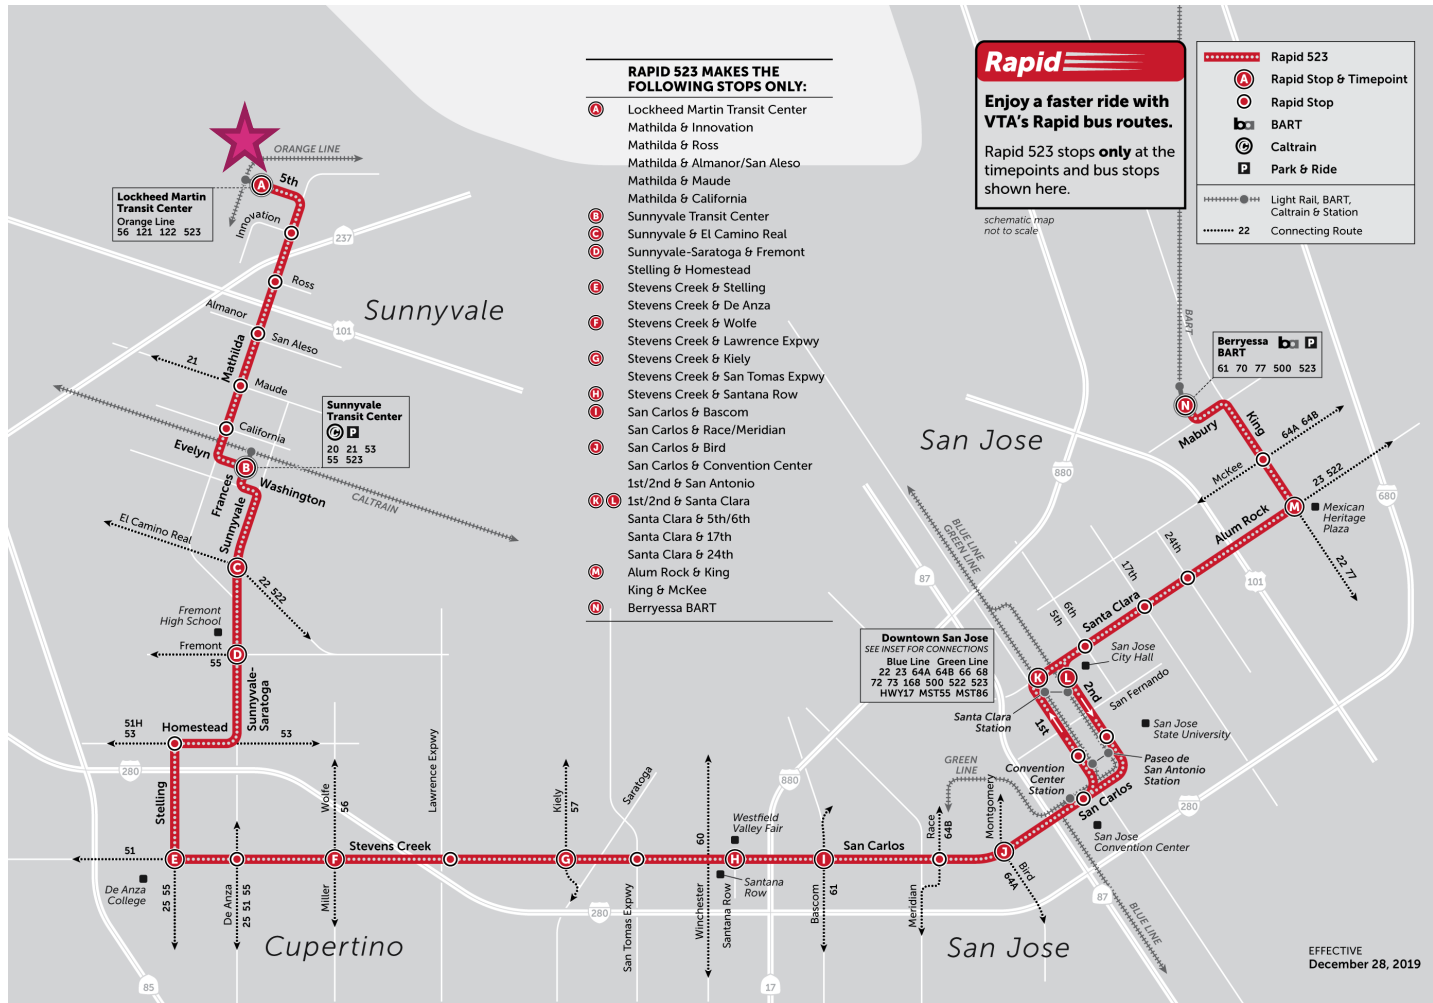 RAPID 523 MAKES THE
FOLLOWING STOPS ONLY:
A Lockheed Martin Transit Center
Mathilda & Innovation
Mathilda & Ross
Mathilda & Almanor/San Aleso
Mathilda & Maude
Mathilda & California
B Sunnyvale Transit Center
C Sunnyvale & El Camino Real
D Sunnyvale-Saratoga & Fremont
Stelling & Homestead
E Stevens Creek & Stelling
Stevens Creek & De Anza
F Stevens Creek & Wolfe
Stevens Creek & Lawrence Expwy
G Stevens Creek & Kiely
Stevens Creek & San Tomas Expwy
H Stevens Creek & Santana Row
I San Carlos & Bascom
San Carlos & Race/Meridian
J San Carlos & Bird
San Carlos & Convention Center
1st/2nd & San Antonio
K L 1st/2nd & Santa Clara
Santa Clara & 5th/6th
Santa Clara & 17th
Santa Clara & 24th
M Alum Rock & King
King & McKee
N Berryessa BART
Rapid
Enjoy a faster ride with
VTA's Rapid bus routes.
Rapid 523 stops only at the
timepoints and bus stops
shown here.
schematic map
not to scale
Rapid 523
A Rapid Stop & Timepoint
Rapid Stop
ba BART
C Caltrain
P Park & Ride
Light Rail, BART,
Caltrain & Station
22 Connecting Route
ORANGE LINE
A
5th
Lockheed Martin
Transit Center
Orange Line
56 121 122 523
Innovation
237
Ross
Sunnyvale
Almanor
101
San Aleso
Mathilda
21
Maude
California
Sunnyvale
Transit Center
C P
20 21 53
55 523
Evelyn
B
Frances
Washington
CALTRAIN
Sunnyvale
El Camino Real
C
22 522
Fremont
High School
Fremont
55
D
Sunnyvale-
Saratoga
51H
53
Homestead
53
280
Stelling
51
E
De Anza
College
25 55
De Anza
25 51 55
Wolfe
56
F
Miller
Stevens Creek
Lawrence Expwy
Kiely
57
G
Saratoga
San Tomas Expwy
280
60
Winchester
Westfield
Valley Fair
H
Santana
Row
Santana Row
880
I
Bascom
61
San Carlos
Race
64B
Meridian
Montgomery
J
Bird
64A
GREEN
LINE
Cupertino
San Jose
85
17
87
BLUE LINE
San Jose
880
BART
Berryessa
BART
ba P
61 70 77 500 523
N
Mabury
King
64A 64B
McKee
23 522
680
M
Mexican
Heritage
Plaza
Alum Rock
22 77
101
24th
17th
6th
5th
Santa Clara
BLUE LINE
GREEN LINE
87
Downtown San Jose
SEE INSET FOR CONNECTIONS
Blue Line Green Line
22 23 64A 64B 66 68
72 73 168 500 522 523
HWY17 MST55 MST86
San Jose
City Hall
K
L
2nd
1st
San Fernando
Santa Clara
Station
San Jose
State University
Paseo de
San Antonio
Station
Convention
Center
Station
San Carlos
280
San Jose
Convention Center
EFFECTIVE
December 28, 2019